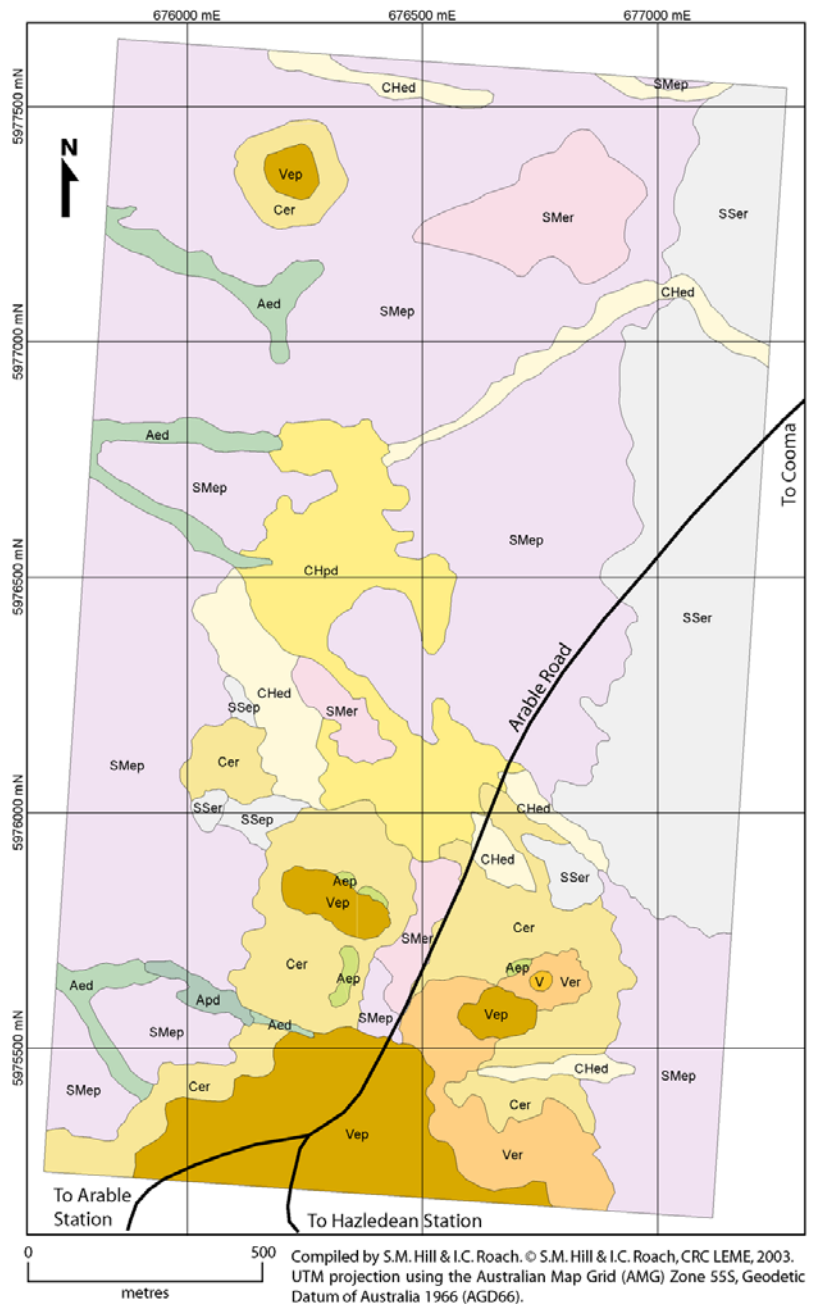 676000 mE
676500 mE
677000 mE
5977500 mN
5977000 mN
5976500 mN
5976000 mN
5975500 mN
N
CHed
SMep
Vep
Cer
SMer
SSer
CHed
Aed
SMep
Aed
SMep
SMep
To Cooma
CHpd
SSer
Arable Road
CHed
SSep
SMer
Cer
SMep
SSer
SSep
CHed
CHed
SSer
Aep
Vep
Cer
SMer
Cer
Aep
Aep
V
Ver
Aed
Apd
Vep
SMep
Aed
SMep
CHed
SMep
SMep
Cer
Cer
Vep
Ver
To Arable
Station
To Hazledean Station
0
500
metres
Compiled by S.M. Hill & I.C. Roach. © S.M. Hill & I.C. Roach, CRC LEME, 2003.
UTM projection using the Australian Map Grid (AMG) Zone 55S, Geodetic
Datum of Australia 1966 (AGD66).